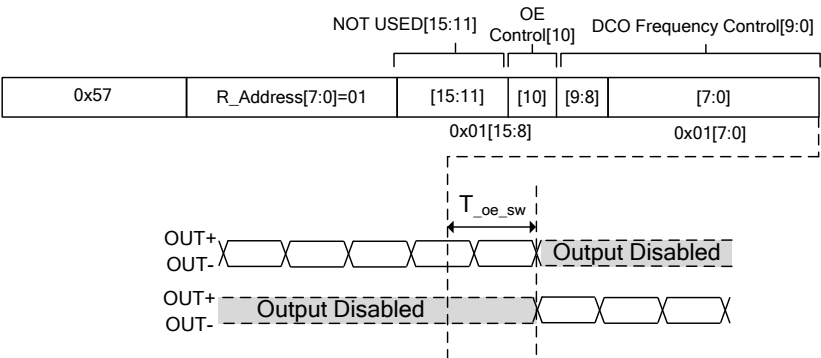 NOT USED[15:11]
OE
Control[10]
DCO Frequency Control[9:0]
0x57
R_Address[7:0]=01
[15:11]
[10]
[9:8]
[7:0]
0x01[15:8]
0x01[7:0]
T_oe_sw
OUT+
OUT-
Output Disabled
OUT+
OUT-
Output Disabled